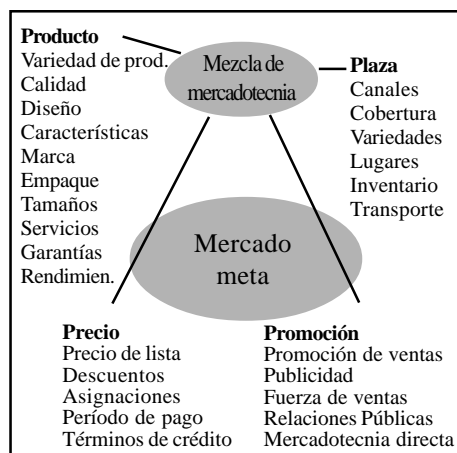 Producto
Variedad de prod.
Calidad
Diseño
Características
Marca
Empaque
Tamaños
Servicios
Garantías
Rendimien.
Mezcla de
mercadotecnia
Plaza
Canales
Cobertura
Variedades
Lugares
Inventario
Transporte
Mercado
meta
Precio
Precio de lista
Descuentos
Asignaciones
Período de pago
Términos de crédito
Promoción
Promoción de ventas
Publicidad
Fuerza de ventas
Relaciones Públicas
Mercadotecnia directa